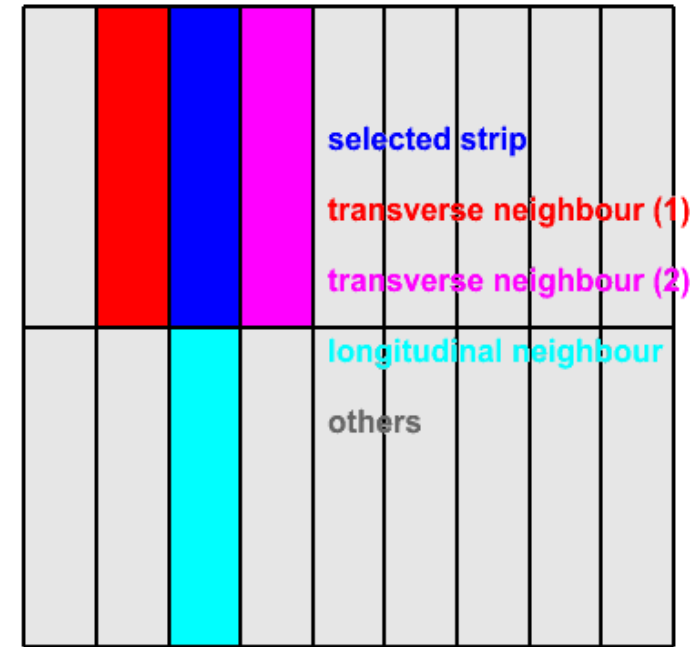 selected strip
transverse neighbour (1)
transverse neighbour (2)
longitudinal neighbour
others